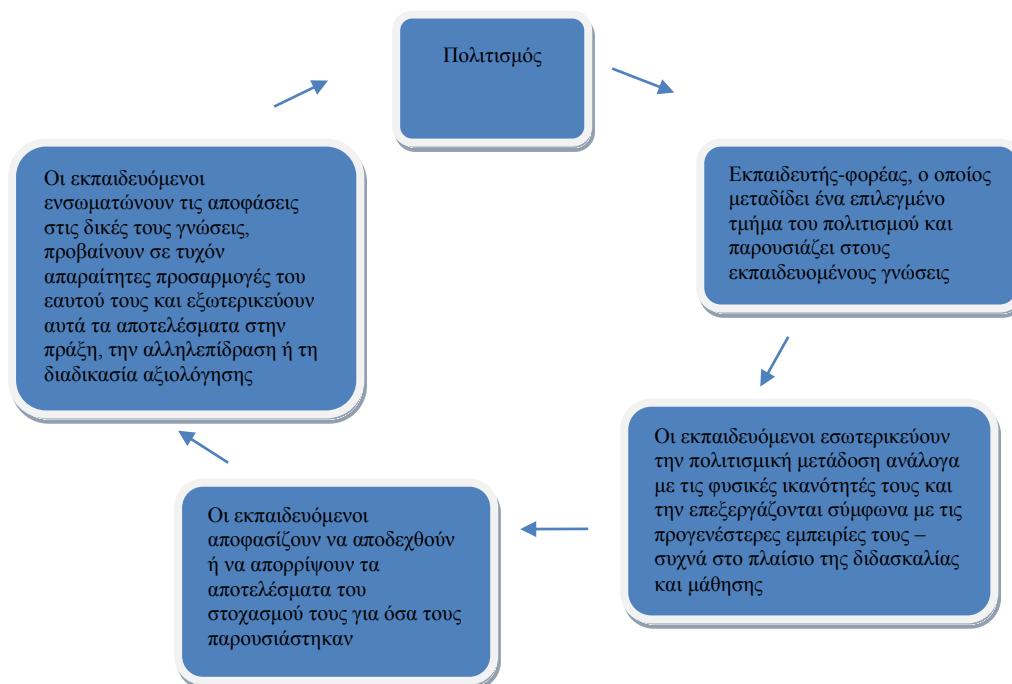 Πολιτισμός
Εκπαιδευτής-φορέας, ο οποίος
μεταδίδει ένα επιλεγμένο
τμήμα του πολιτισμού και
παρουσιάζει στους
εκπαιδευομένους γνώσεις
Οι εκπαιδευόμενοι εσωτερικεύουν
την πολιτισμική μετάδοση ανάλογα
με τις φυσικές ικανότητές τους και
την επεξεργάζονται σύμφωνα με τις
προγενέστερες εμπειρίες τους –
συχνά στο πλαίσιο της διδασκαλίας
και μάθησης
Οι εκπαιδευόμενοι
αποφασίζουν να αποδεχθούν
ή να απορρίψουν τα
αποτελέσματα του
στοχασμού τους για όσα τους
παρουσιάστηκαν
Οι εκπαιδευόμενοι
ενσωματώνουν τις αποφάσεις
στις δικές τους γνώσεις,
προβαίνουν σε τυχόν
απαραίτητες προσαρμογές του
εαυτού τους και εξωτερικεύουν
αυτά τα αποτελέσματα στην
πράξη, την αλληλεπίδραση ή τη
διαδικασία αξιολόγησης